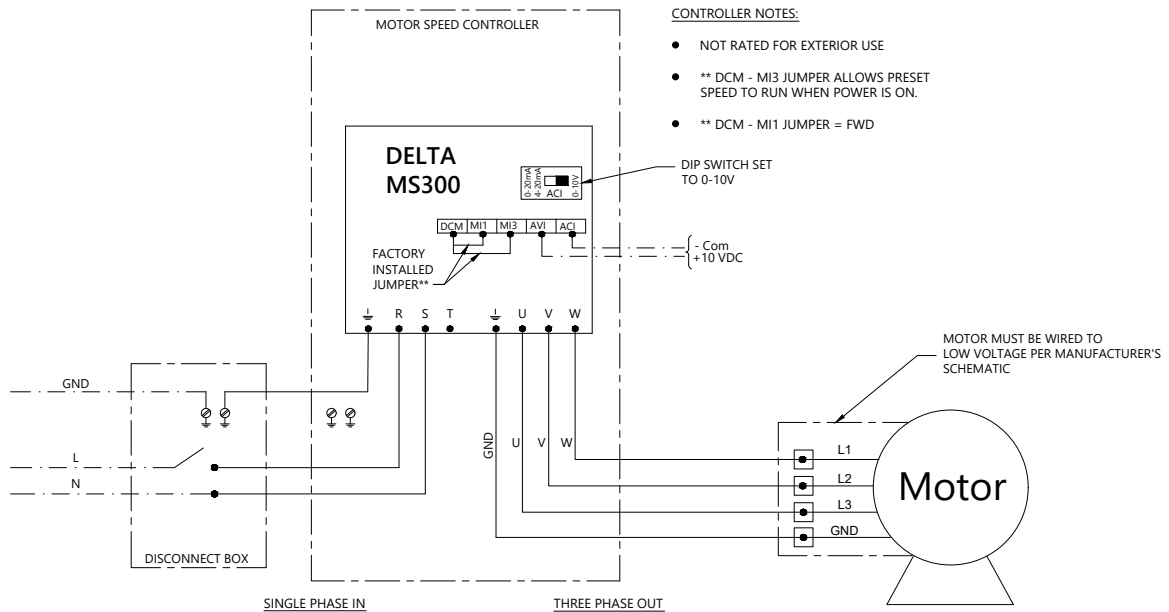 MOTOR SPEED CONTROLLER
CONTROLLER NOTES:
● NOT RATED FOR EXTERIOR USE
● ** DCM - MI3 JUMPER ALLOWS PRESET
SPEED TO RUN WHEN POWER IS ON.
● ** DCM - MI1 JUMPER = FWD
DELTA
MS300
0-20mA
4-20mA
ACI
0-10V
DIP SWITCH SET
TO 0-10V
DCM MI1 MI3 AVI ACI
FACTORY
INSTALLED
JUMPER**
- Com
+10 VDC
R S T U V W
MOTOR MUST BE WIRED TO
LOW VOLTAGE PER MANUFACTURER'S
SCHEMATIC
GND
L
N
DISCONNECT BOX
GND U V W
L1
L2
L3
GND
Motor
SINGLE PHASE IN
THREE PHASE OUT